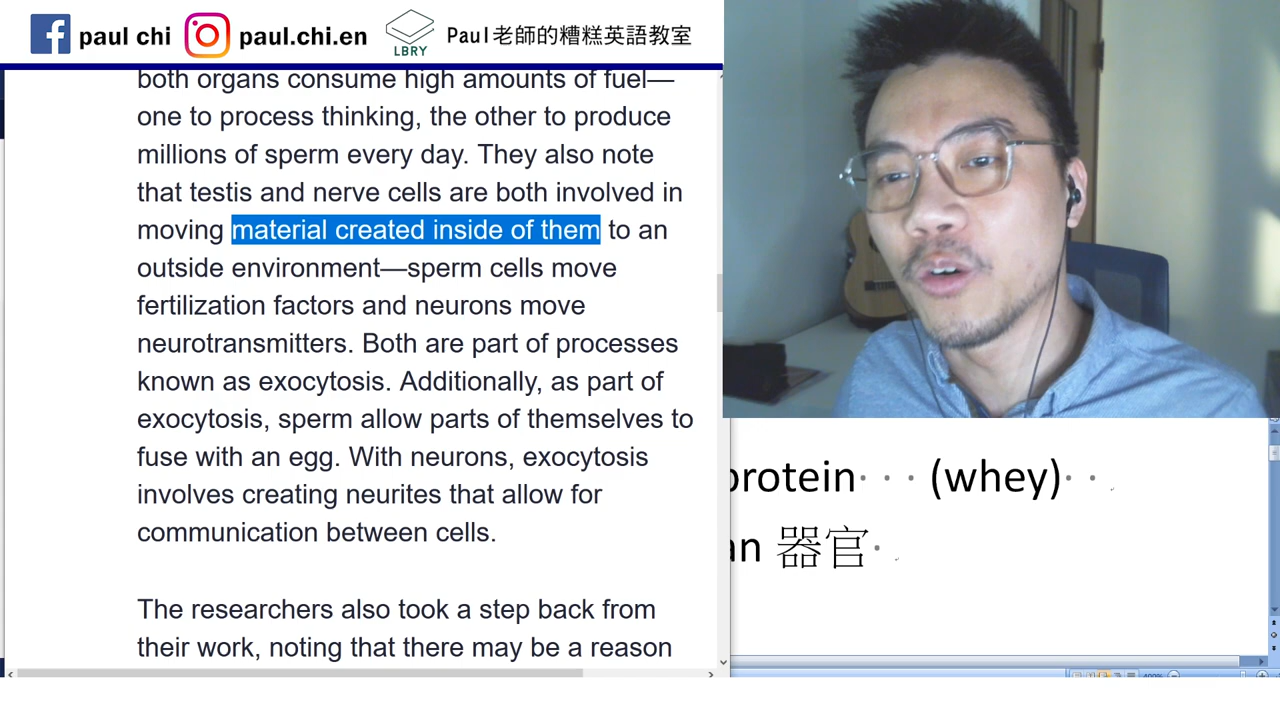 paul chi paul.chi.en LBRY Paul老師的糟糕英語教室
both organs consume high amounts of fuel—
one to process thinking, the other to produce
millions of sperm every day. They also note
that testis and nerve cells are both involved in
moving material created inside of them to an
outside environment—sperm cells move
fertilization factors and neurons move
neurotransmitters. Both are part of processes
known as exocytosis. Additionally, as part of
exocytosis, sperm allow parts of themselves to
fuse with an egg. With neurons, exocytosis
involves creating neurites that allow for
communication between cells.
The researchers also took a step back from
their work, noting that there may be a reason
protein (whey)
an 器官